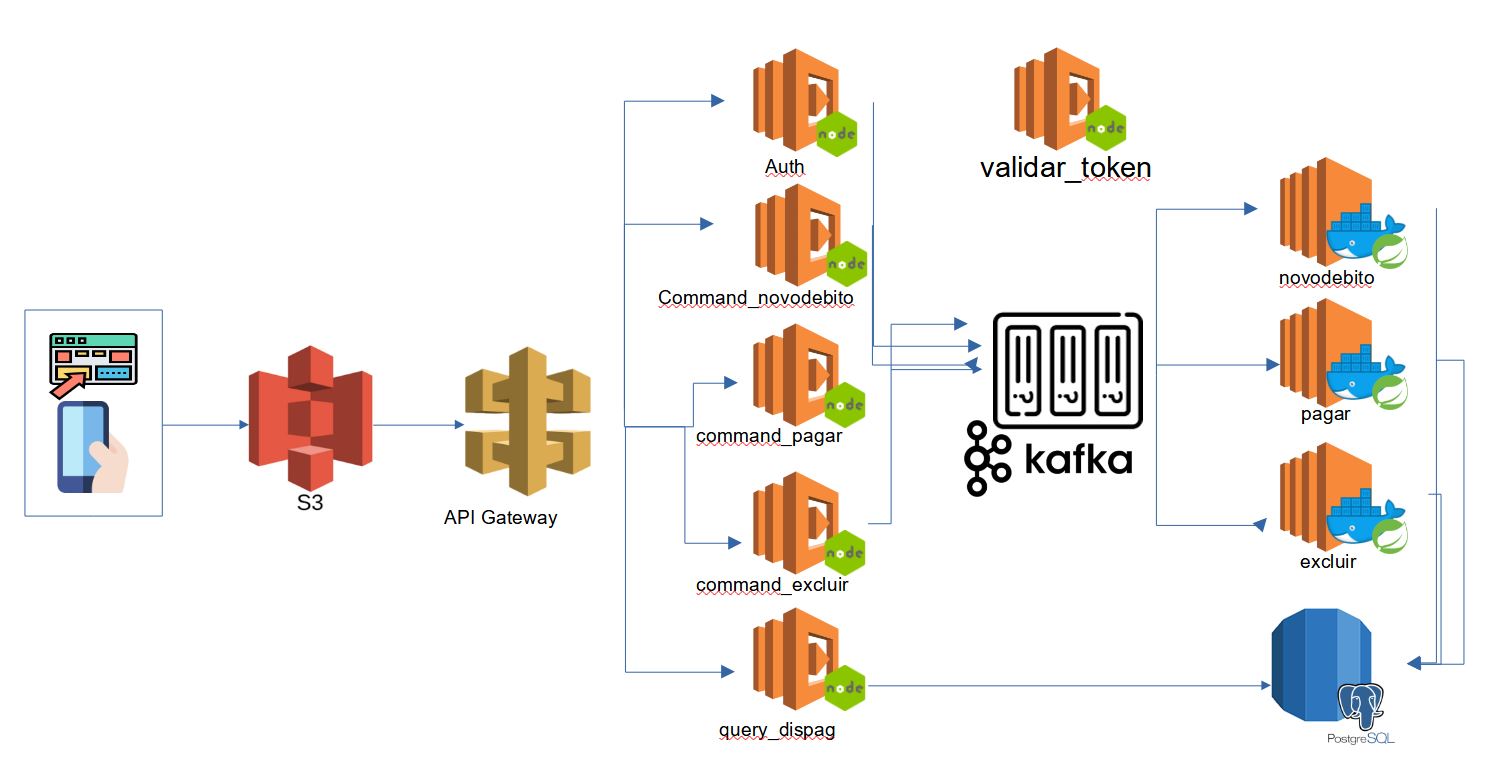 node
Auth
node
validar_token
node
Command_novodebito
novodebito
node
command_pagar
kafka
pagar
S3
API Gateway
node
command_excluir
excluir
node
query_dispag
PostgreSQL